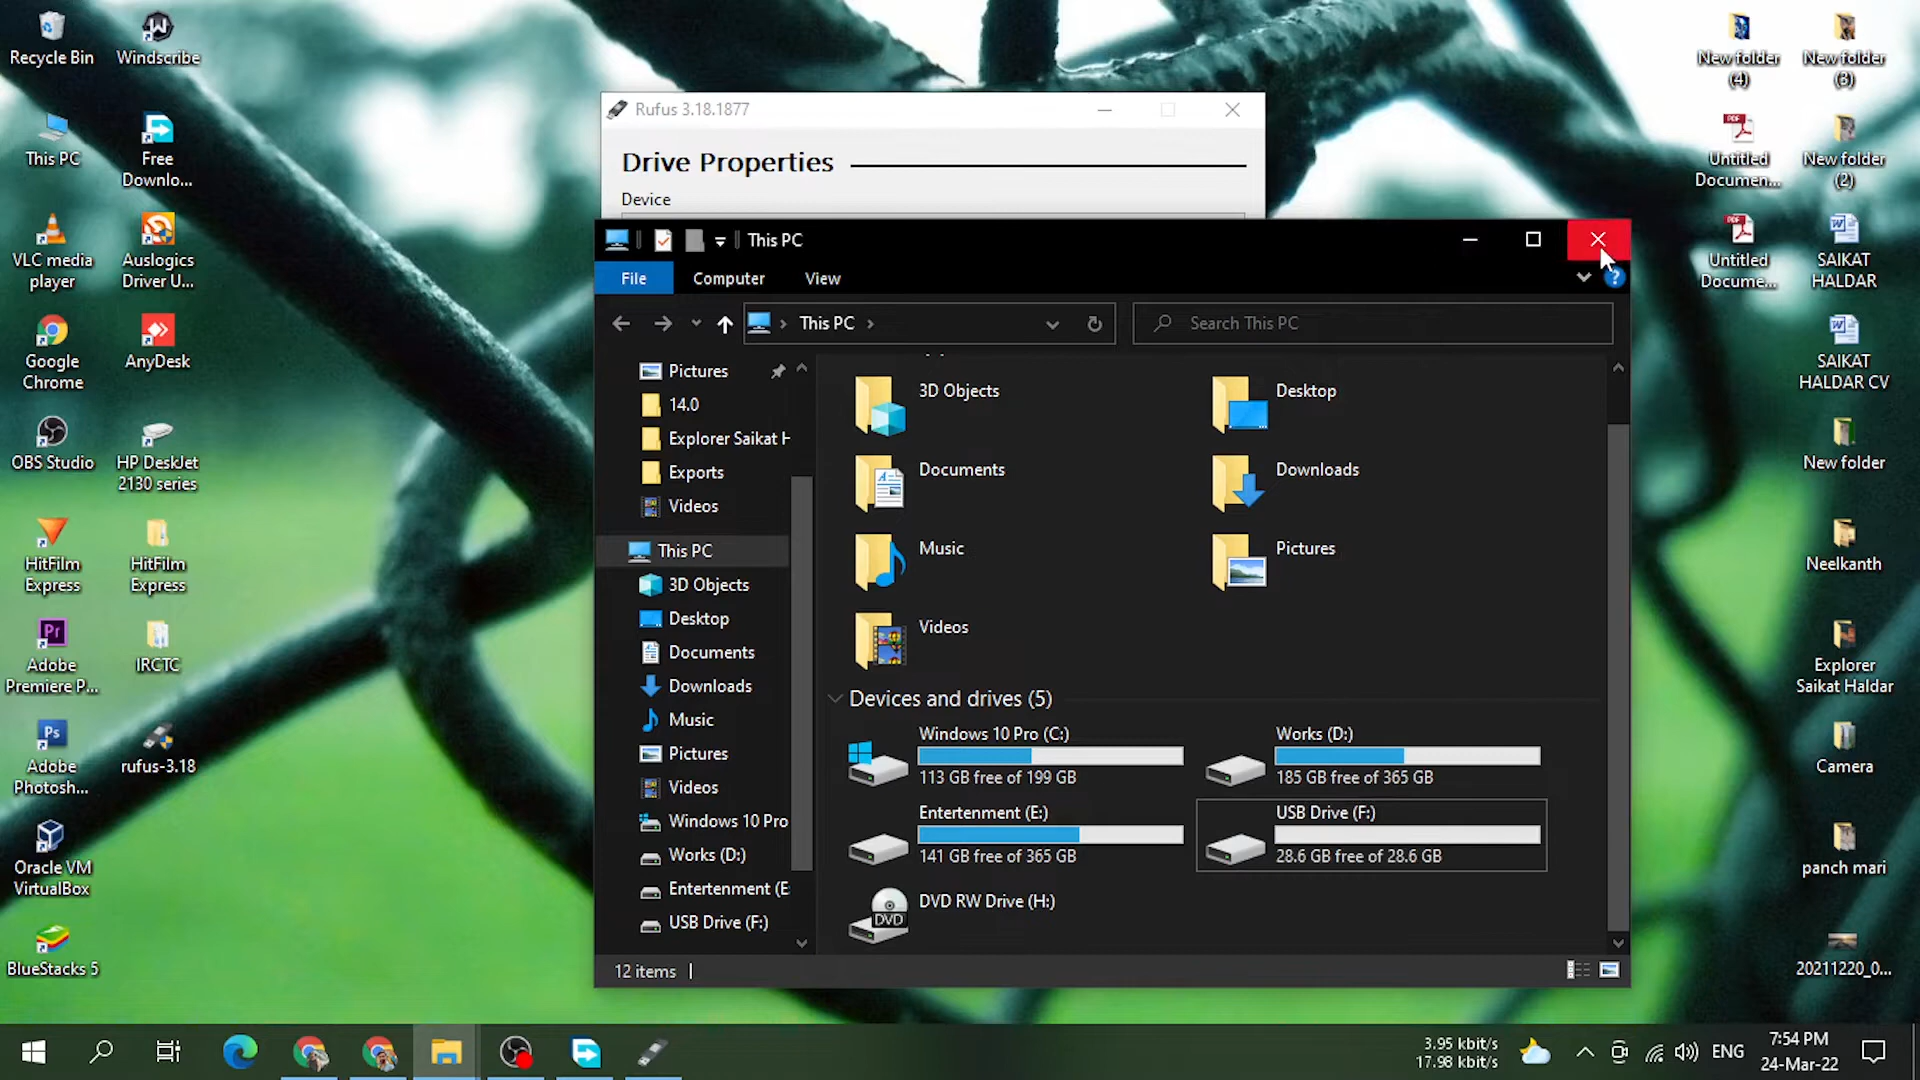 Recycle Bin
Windscribe
This PC
Free
Downlo...
VLC media
player
Auslogics
Driver U...
Google
Chrome
AnyDesk
OBS Studio
HP DeskJet
2130 series
HitFilm
Express
HitFilm
Express
Adobe
Premiere P...
IRCTC
Adobe
Photosh...
rufus-3.18
Oracle VM
VirtualBox
BlueStacks 5
Rufus 3.18.1877
Drive Properties
Device
This PC
File
Computer
View
This PC
Search This PC
Pictures
14.0
Explorer Saikat H
Exports
Videos
This PC
3D Objects
Desktop
Documents
Downloads
Music
Pictures
Videos
Windows 10 Pro
Works (D:)
Entertenment (E:
USB Drive (F:)
3D Objects
Desktop
Documents
Downloads
Music
Pictures
Videos
Devices and drives (5)
Windows 10 Pro (C:)
113 GB free of 199 GB
Works (D:)
185 GB free of 365 GB
Entertenment (E:)
141 GB free of 365 GB
USB Drive (F:)
28.6 GB free of 28.6 GB
DVD
DVD RW Drive (H:)
12 items
New folder
(4)
New folder
(3)
PDF
Untitled
Documen...
New folder
(2)
PDF
Untitled
Docume...
SAIKAT
HALDAR
SAIKAT
HALDAR CV
New folder
Neelkanth
Explorer
Saikat Haldar
Camera
panch mari
20211220_0...
3.95 kbit/s
17.98 kbit/s
ENG
7:54 PM
24-Mar-22